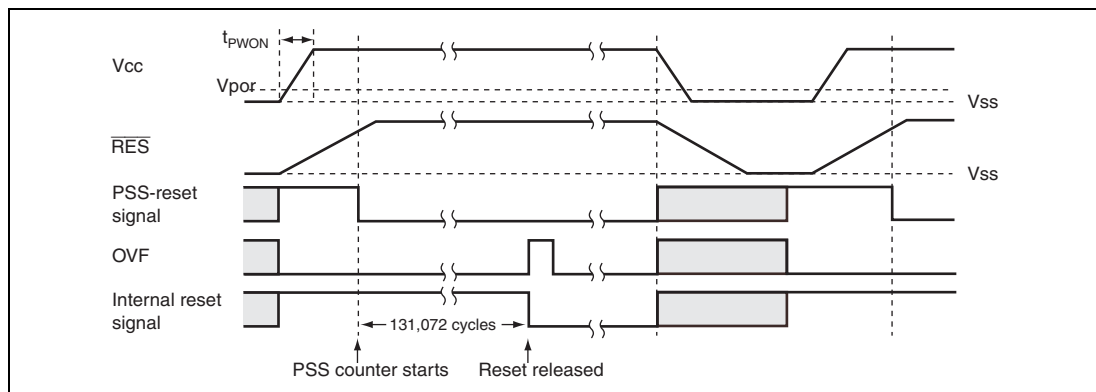 tPWON
Vcc
Vpor
Vss
RES
Vss
PSS-reset
signal
OVF
Internal reset
signal
131,072 cycles
PSS counter starts
Reset released